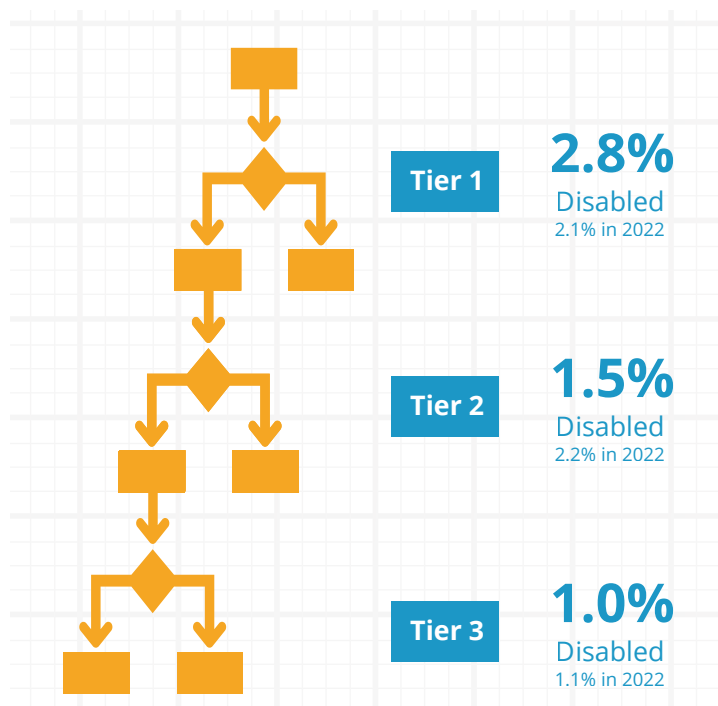 Tier 1
2.8%
Disabled
2.1% in 2022
Tier 2
1.5%
Disabled
2.2% in 2022
Tier 3
1.0%
Disabled
1.1% in 2022